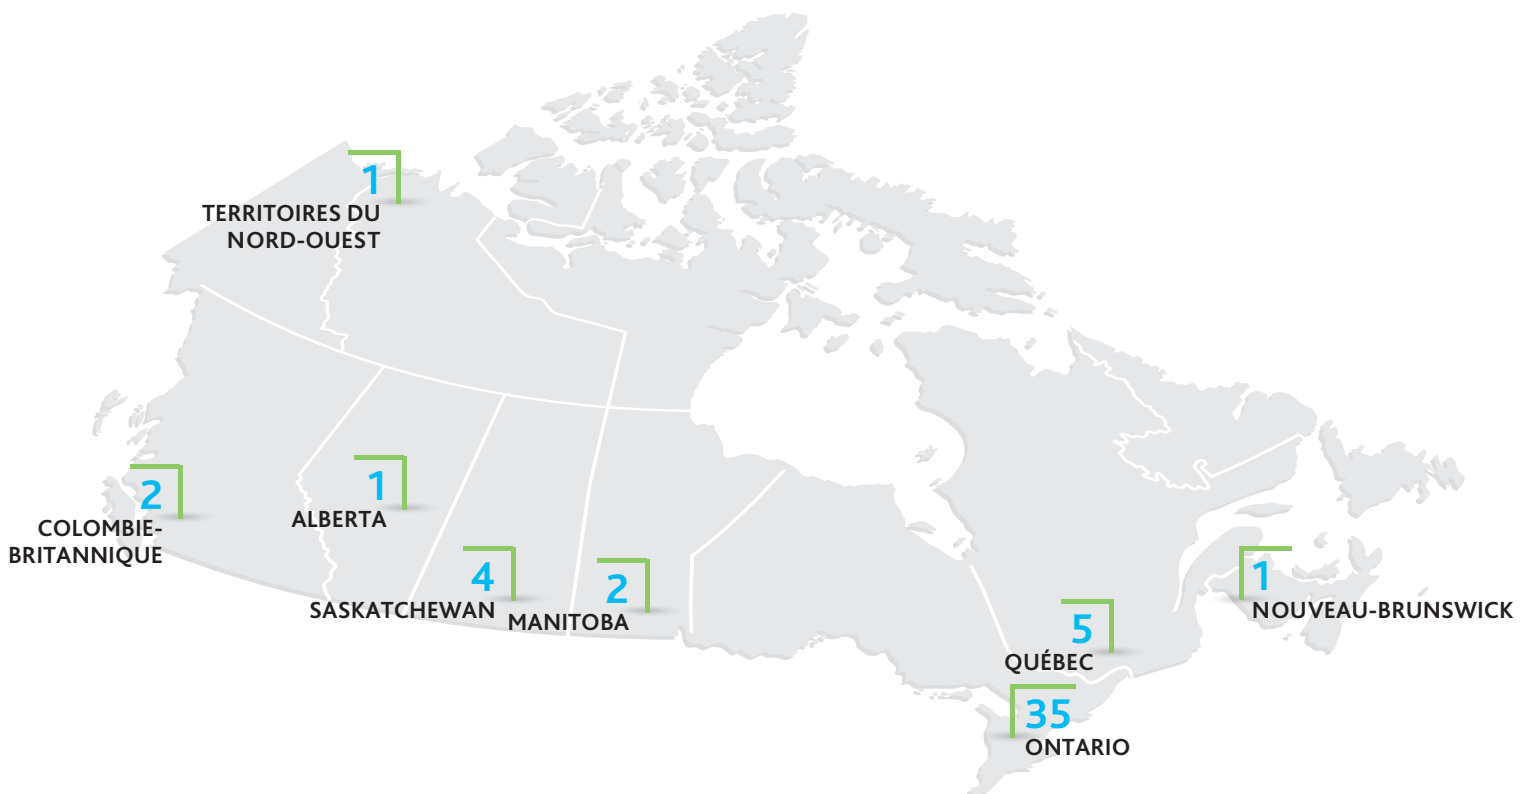 1
TERRITOIRES DU
NORD-OUEST
2
COLOMBIE-
BRITANNIQUE
1
ALBERTA
4
SASKATCHEWAN
2
MANITOBA
5
QUÉBEC
35
ONTARIO
1
NOUVEAU-BRUNSWICK